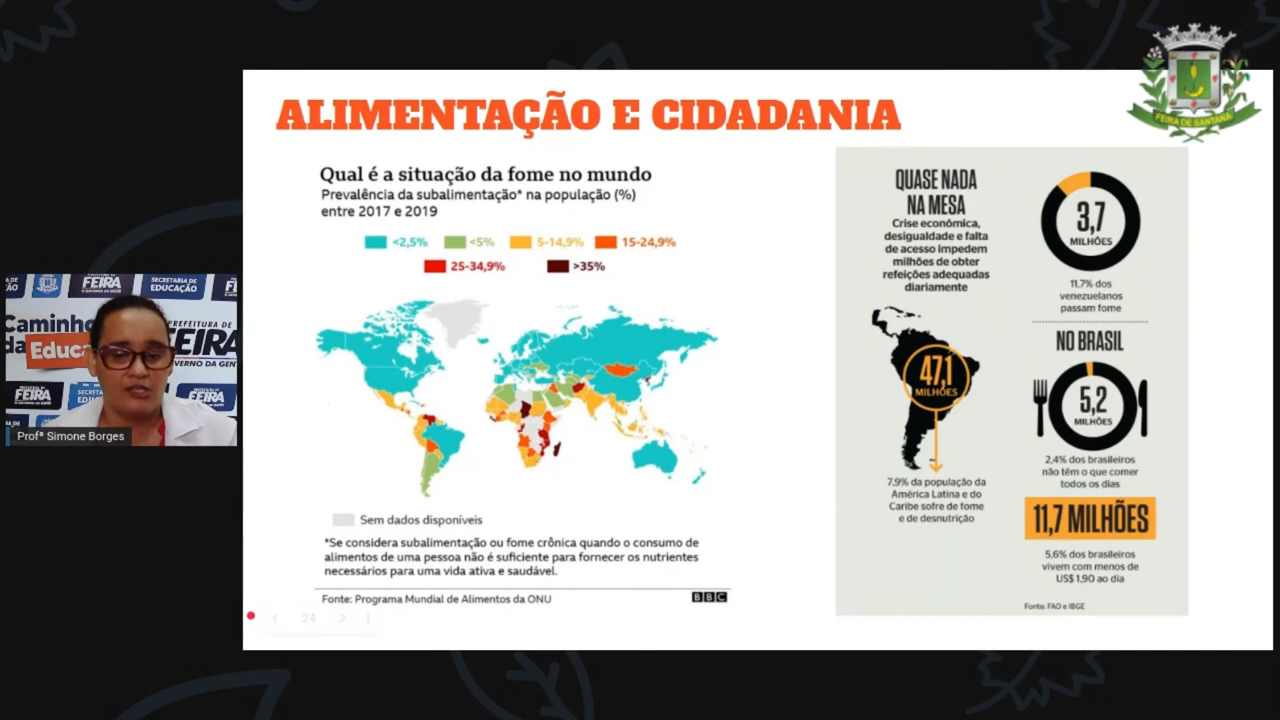 ALIMENTAÇÃO E CIDADANIA
FEIRA DE SANTANA
Qual é a situação da fome no mundo
Prevalência da subalimentação* na população (%)
entre 2017 e 2019
<2,5%
<5%
5-14,9%
15-24,9%
25-34,9%
>35%
Sem dados disponíveis
*Se considera subalimentação ou fome crônica quando o consumo de
alimentos de uma pessoa não é suficiente para fornecer os nutrientes
necessários para uma vida ativa e saudável.
Fonte: Programa Mundial de Alimentos da ONU
BBC
24
QUASE NADA
NA MESA
Crise econômica,
desigualdade e falta
de acesso impedem
milhões de obter
refeições adequadas
diariamente
47,1
MILHÕES
7,9% da população da
América Latina e do
Caribe sofre de fome
e de desnutrição
3,7
MILHÕES
11,7% dos
venezuelanos
passam fome
NO BRASIL
5,2
MILHÕES
2,4% dos brasileiros
não têm o que comer
todos os dias
11,7 MILHÕES
5,6% dos brasileiros
vivem com menos de
US$ 1,90 ao dia
Fonte: FAO e IBGE
FEIRA
SECRETARIA DE
EDUCAÇÃO
Caminho
da Educa
PREFEITURA DE
FEIRA
FEIRA
FEIRA
Profª Simone Borges